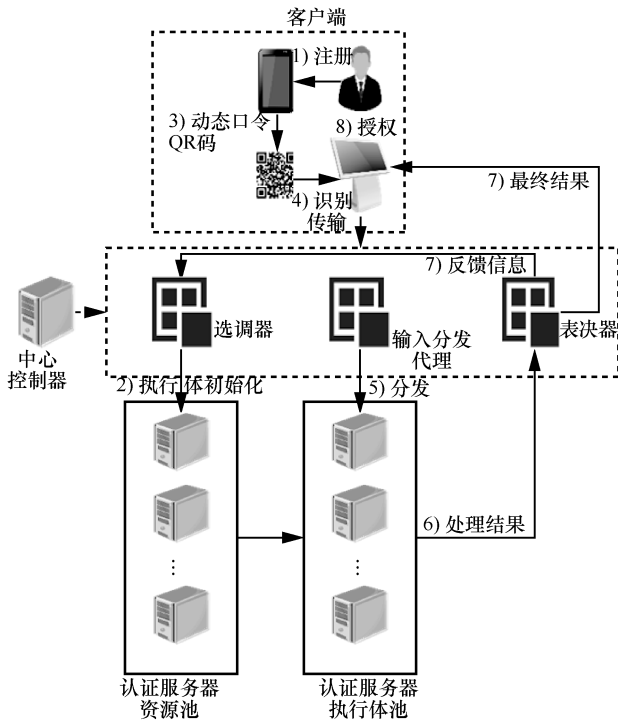 客户端
1) 注册
3) 动态口令
QR码
8) 授权
4) 识别
传输
7) 最终结果
7) 反馈信息
选调器
输入分发
代理
表决器
中心
控制器
2) 执行体初始化
5) 分发
6) 处理结果
认证服务器
资源池
认证服务器
执行体池